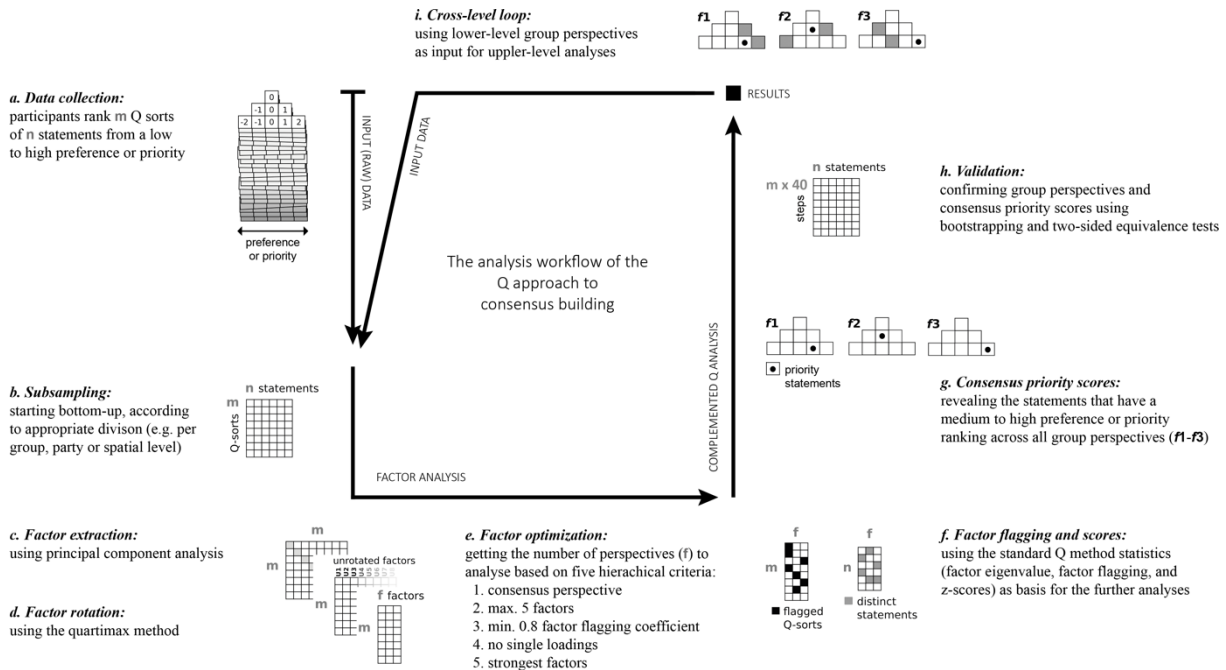 i. Cross-level loop:
using lower-level group perspectives
as input for uppler-level analyses
f1 f2 f3
a. Data collection:
participants rank m Q sorts
of n statements from a low
to high preference or priority
0
-1 0 1
-2 -1 0 1 2
preference
or priority
INPUT (RAW) DATA
INPUT DATA
RESULTS
The analysis workflow of the
Q approach to
consensus building
n statements
m x 40
steps
h. Validation:
confirming group perspectives and
consensus priority scores using
bootstrapping and two-sided equivalence tests
f1 f2 f3
priority
statements
g. Consensus priority scores:
revealing the statements that have a
medium to high preference or priority
ranking across all group perspectives (f1-f3)
COMPLEMENTED Q ANALYSIS
b. Subsampling:
starting bottom-up, according
to appropriate divison (e.g. per
group, party or spatial level)
n statements
m
Q-sorts
FACTOR ANALYSIS
c. Factor extraction:
using principal component analysis
d. Factor rotation:
using the quartimax method
m
m
unrotated factors
U1 U2 U3 U4 U5 U6 U7 U8
m
f factors
m
e. Factor optimization:
getting the number of perspectives (f) to
analyse based on five hierachical criteria:
1. consensus perspective
2. max. 5 factors
3. min. 0.8 factor flagging coefficient
4. no single loadings
5. strongest factors
f
m
flagged
Q-sorts
f
n
distinct
statements
f. Factor flagging and scores:
using the standard Q method statistics
(factor eigenvalue, factor flagging, and
z-scores) as basis for the further analyses